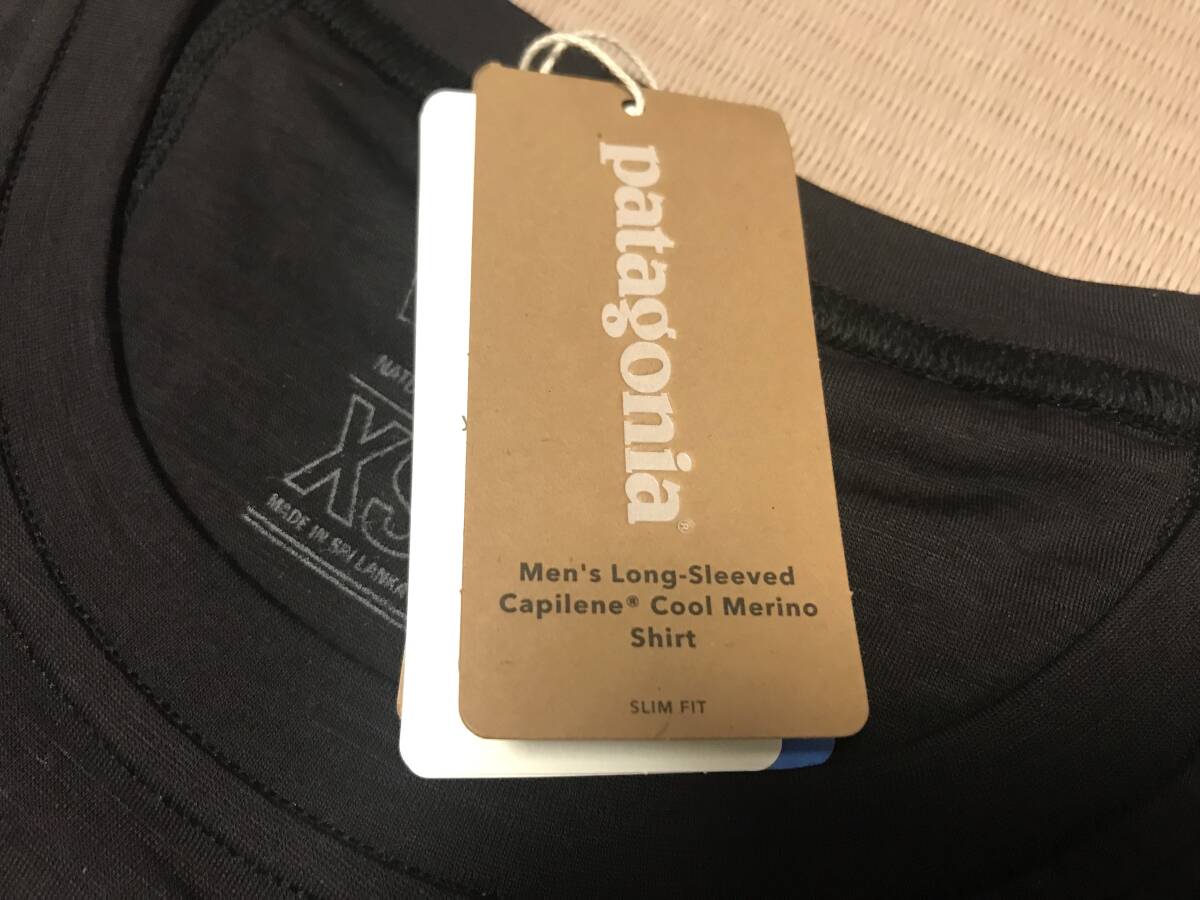 patagonia®
Men's Long-Sleeved
Capilene® Cool Merino
Shirt
SLIM FIT
XS
MADE IN SRI LANKA